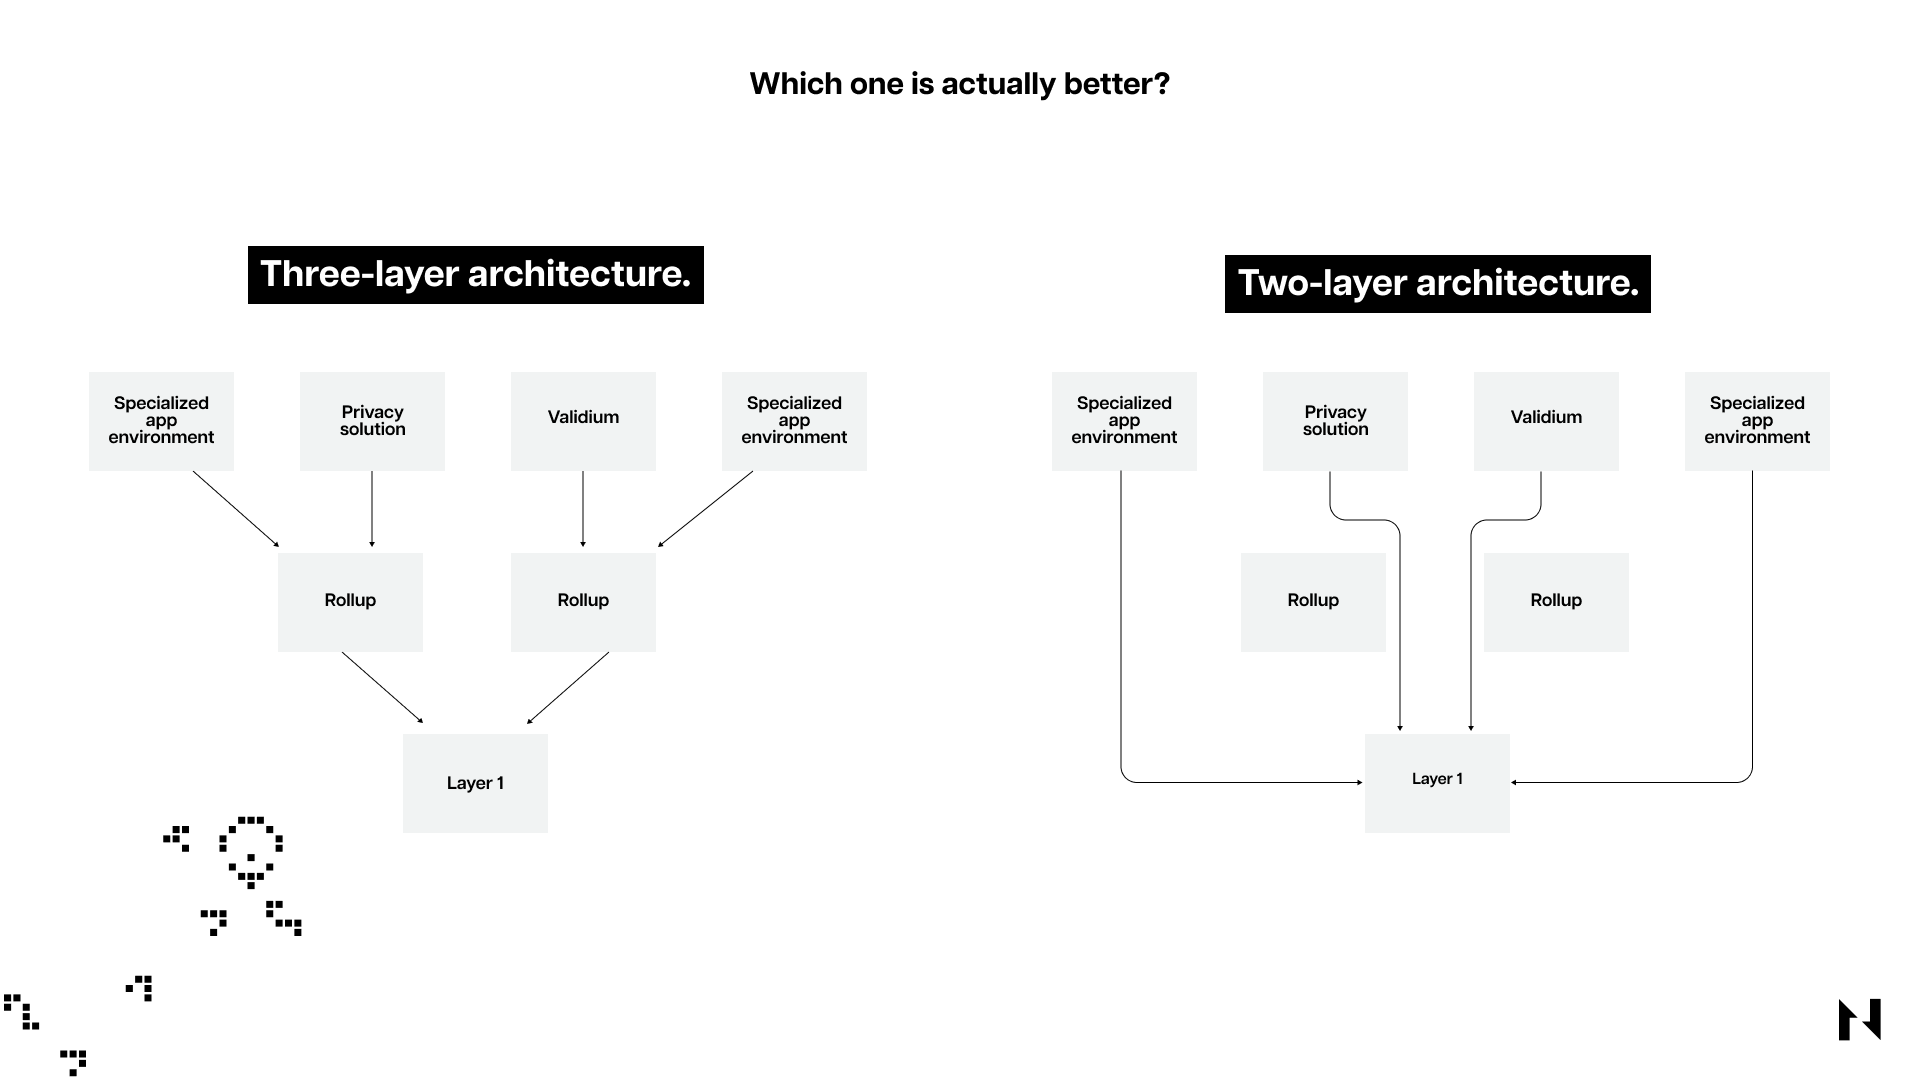 Which one is actually better?
Three-layer architecture.
Specialized
app
environment
Privacy
solution
Validium
Specialized
app
environment
Rollup
Rollup
Layer 1
Two-layer architecture.
Specialized
app
environment
Privacy
solution
Validium
Specialized
app
environment
Rollup
Rollup
Layer 1